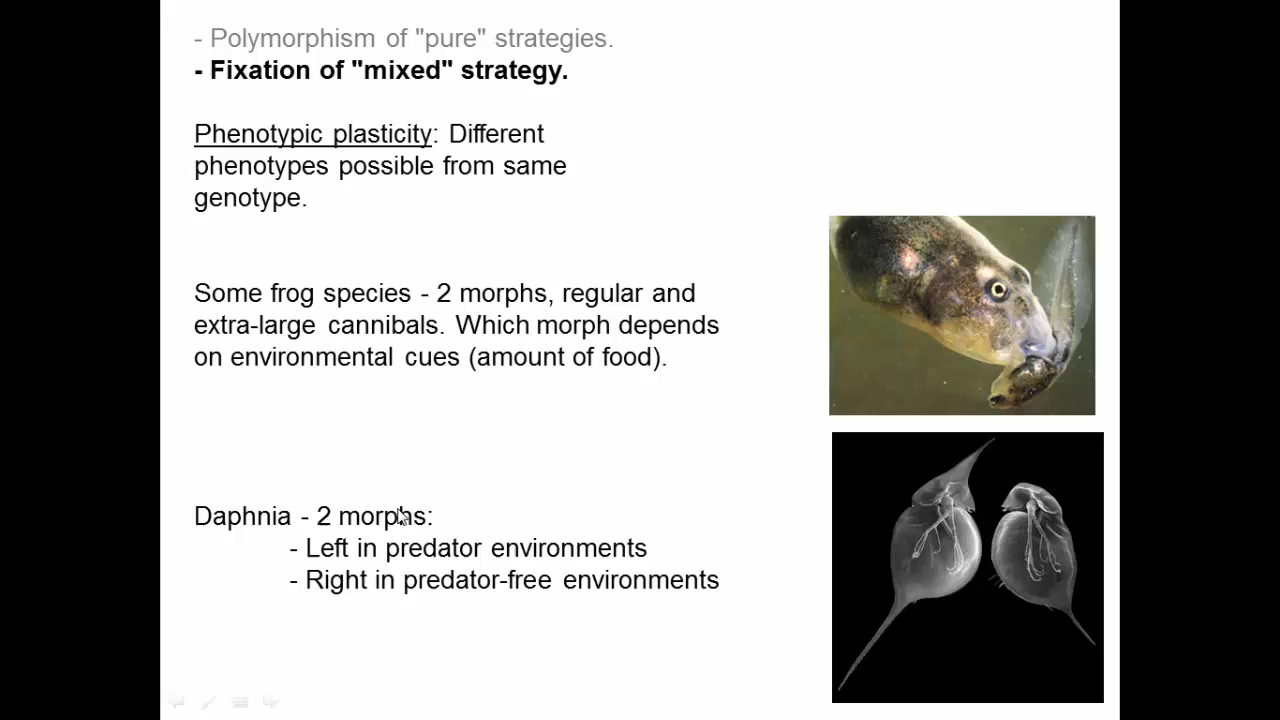 - Polymorphism of "pure" strategies.
- Fixation of "mixed" strategy.
Phenotypic plasticity: Different
phenotypes possible from same
genotype.
Some frog species - 2 morphs, regular and
extra-large cannibals. Which morph depends
on environmental cues (amount of food).
Daphnia - 2 morphs:
- Left in predator environments
- Right in predator-free environments